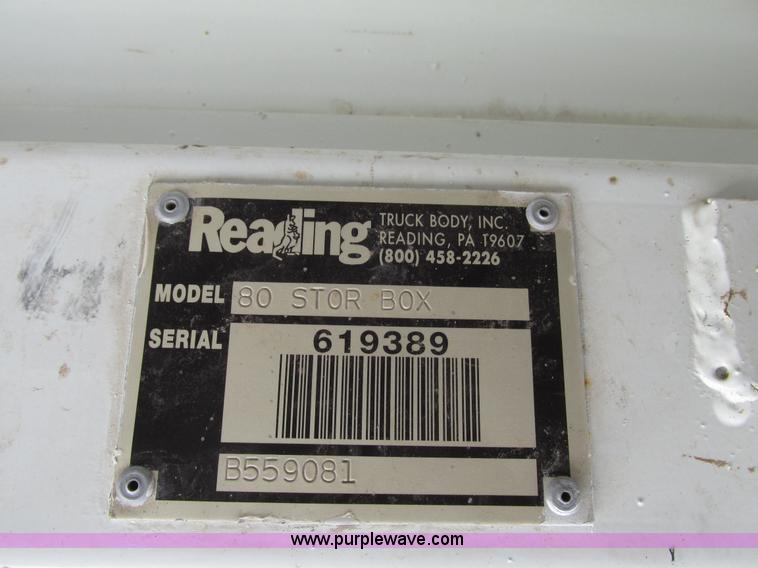 Reading
TRUCK BODY, INC.
READING, PA T9607
(800) 458-2226
MODEL 80 STOR BOX
SERIAL 619389
B559081
www.purplewave.com